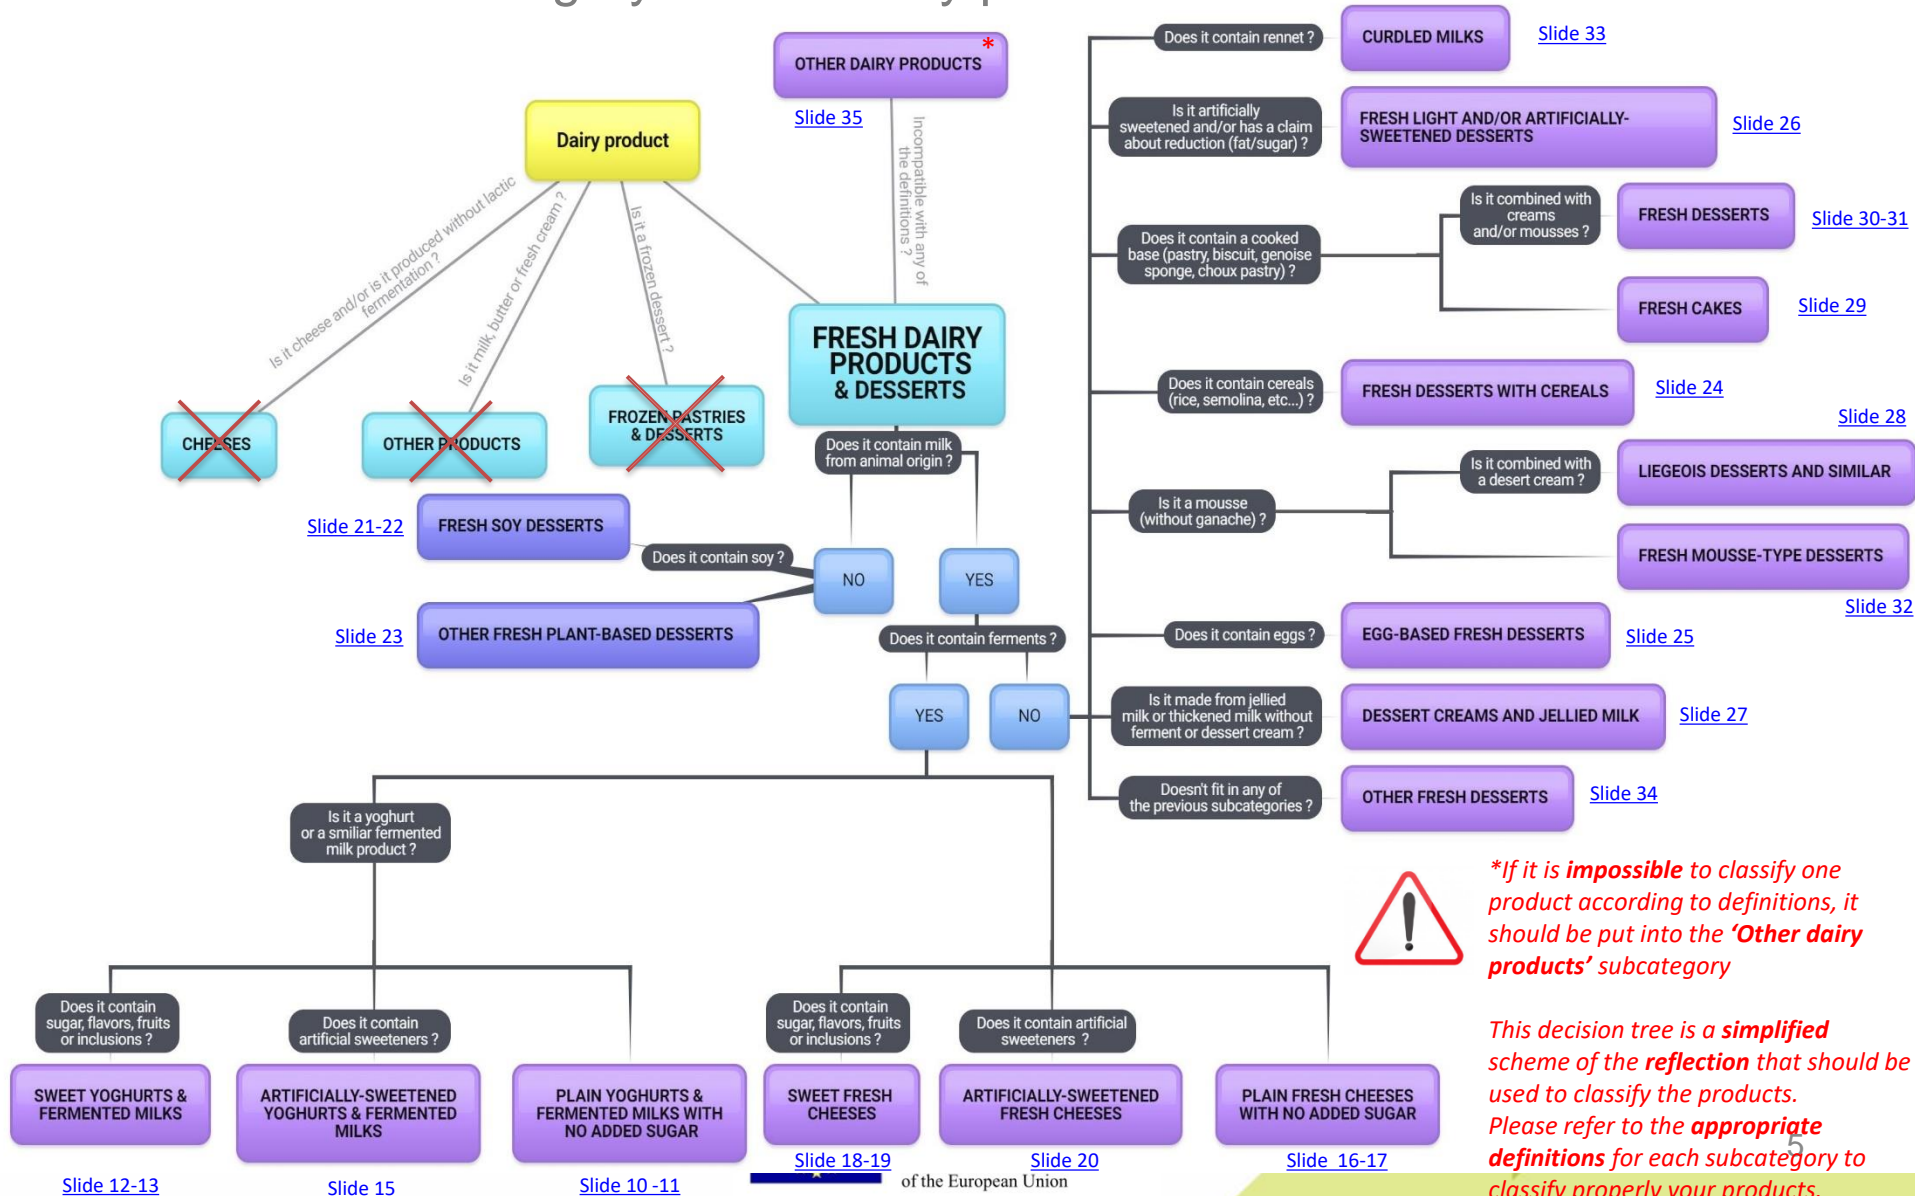 OTHER DAIRY PRODUCTS *
Slide 35
Dairy product
Is it cheese and/or is it produced without lactic
fermentation ?
Is it milk, butter or fresh cream ?
Is it a frozen dessert ?
Incompatible with any of
the definitions ?
CHEESES
OTHER PRODUCTS
FROZEN PASTRIES
& DESSERTS
FRESH DAIRY
PRODUCTS
& DESSERTS
Does it contain milk
from animal origin ?
Slide 21-22
FRESH SOY DESSERTS
Does it contain soy ?
NO
YES
Slide 23
OTHER FRESH PLANT-BASED DESSERTS
Does it contain ferments ?
YES
NO
Does it contain rennet ?
CURDLED MILKS
Slide 33
Is it artificially
sweetened and/or has a claim
about reduction (fat/sugar) ?
FRESH LIGHT AND/OR ARTIFICIALLY-
SWEETENED DESSERTS
Slide 26
Does it contain a cooked
base (pastry, biscuit, genoise
sponge, choux pastry) ?
Is it combined with
creams
and/or mousses ?
FRESH DESSERTS
Slide 30-31
FRESH CAKES
Slide 29
Does it contain cereals
(rice, semolina, etc...) ?
FRESH DESSERTS WITH CEREALS
Slide 24
Slide 28
Is it a mousse
(without ganache) ?
Is it combined with
a desert cream ?
LIEGEOIS DESSERTS AND SIMILAR
FRESH MOUSSE-TYPE DESSERTS
Slide 32
Does it contain eggs ?
EGG-BASED FRESH DESSERTS
Slide 25
Is it made from jellied
milk or thickened milk without
ferment or dessert cream ?
DESSERT CREAMS AND JELLIED MILK
Slide 27
Doesn't fit in any of
the previous subcategories ?
OTHER FRESH DESSERTS
Slide 34
Is it a yoghurt
or a smiliar fermented
milk product ?
Does it contain
sugar, flavors, fruits
or inclusions ?
Does it contain
artificial sweeteners ?
Does it contain
sugar, flavors, fruits
or inclusions ?
Does it contain artificial
sweeteners ?
SWEET YOGHURTS &
FERMENTED MILKS
ARTIFICIALLY-SWEETENED
YOGHURTS & FERMENTED
MILKS
PLAIN YOGHURTS &
FERMENTED MILKS WITH
NO ADDED SUGAR
SWEET FRESH
CHEESES
ARTIFICIALLY-SWEETENED
FRESH CHEESES
PLAIN FRESH CHEESES
WITH NO ADDED SUGAR
Slide 12-13
Slide 15
Slide 10 -11
Slide 18-19
Slide 20
Slide 16-17
of the European Union
*If it is impossible to classify one
product according to definitions, it
should be put into the ‘Other dairy
products’ subcategory
This decision tree is a simplified
scheme of the reflection that should be
used to classify the products.
Please refer to the appropriate
definitions for each subcategory to
classify properly your products.
5